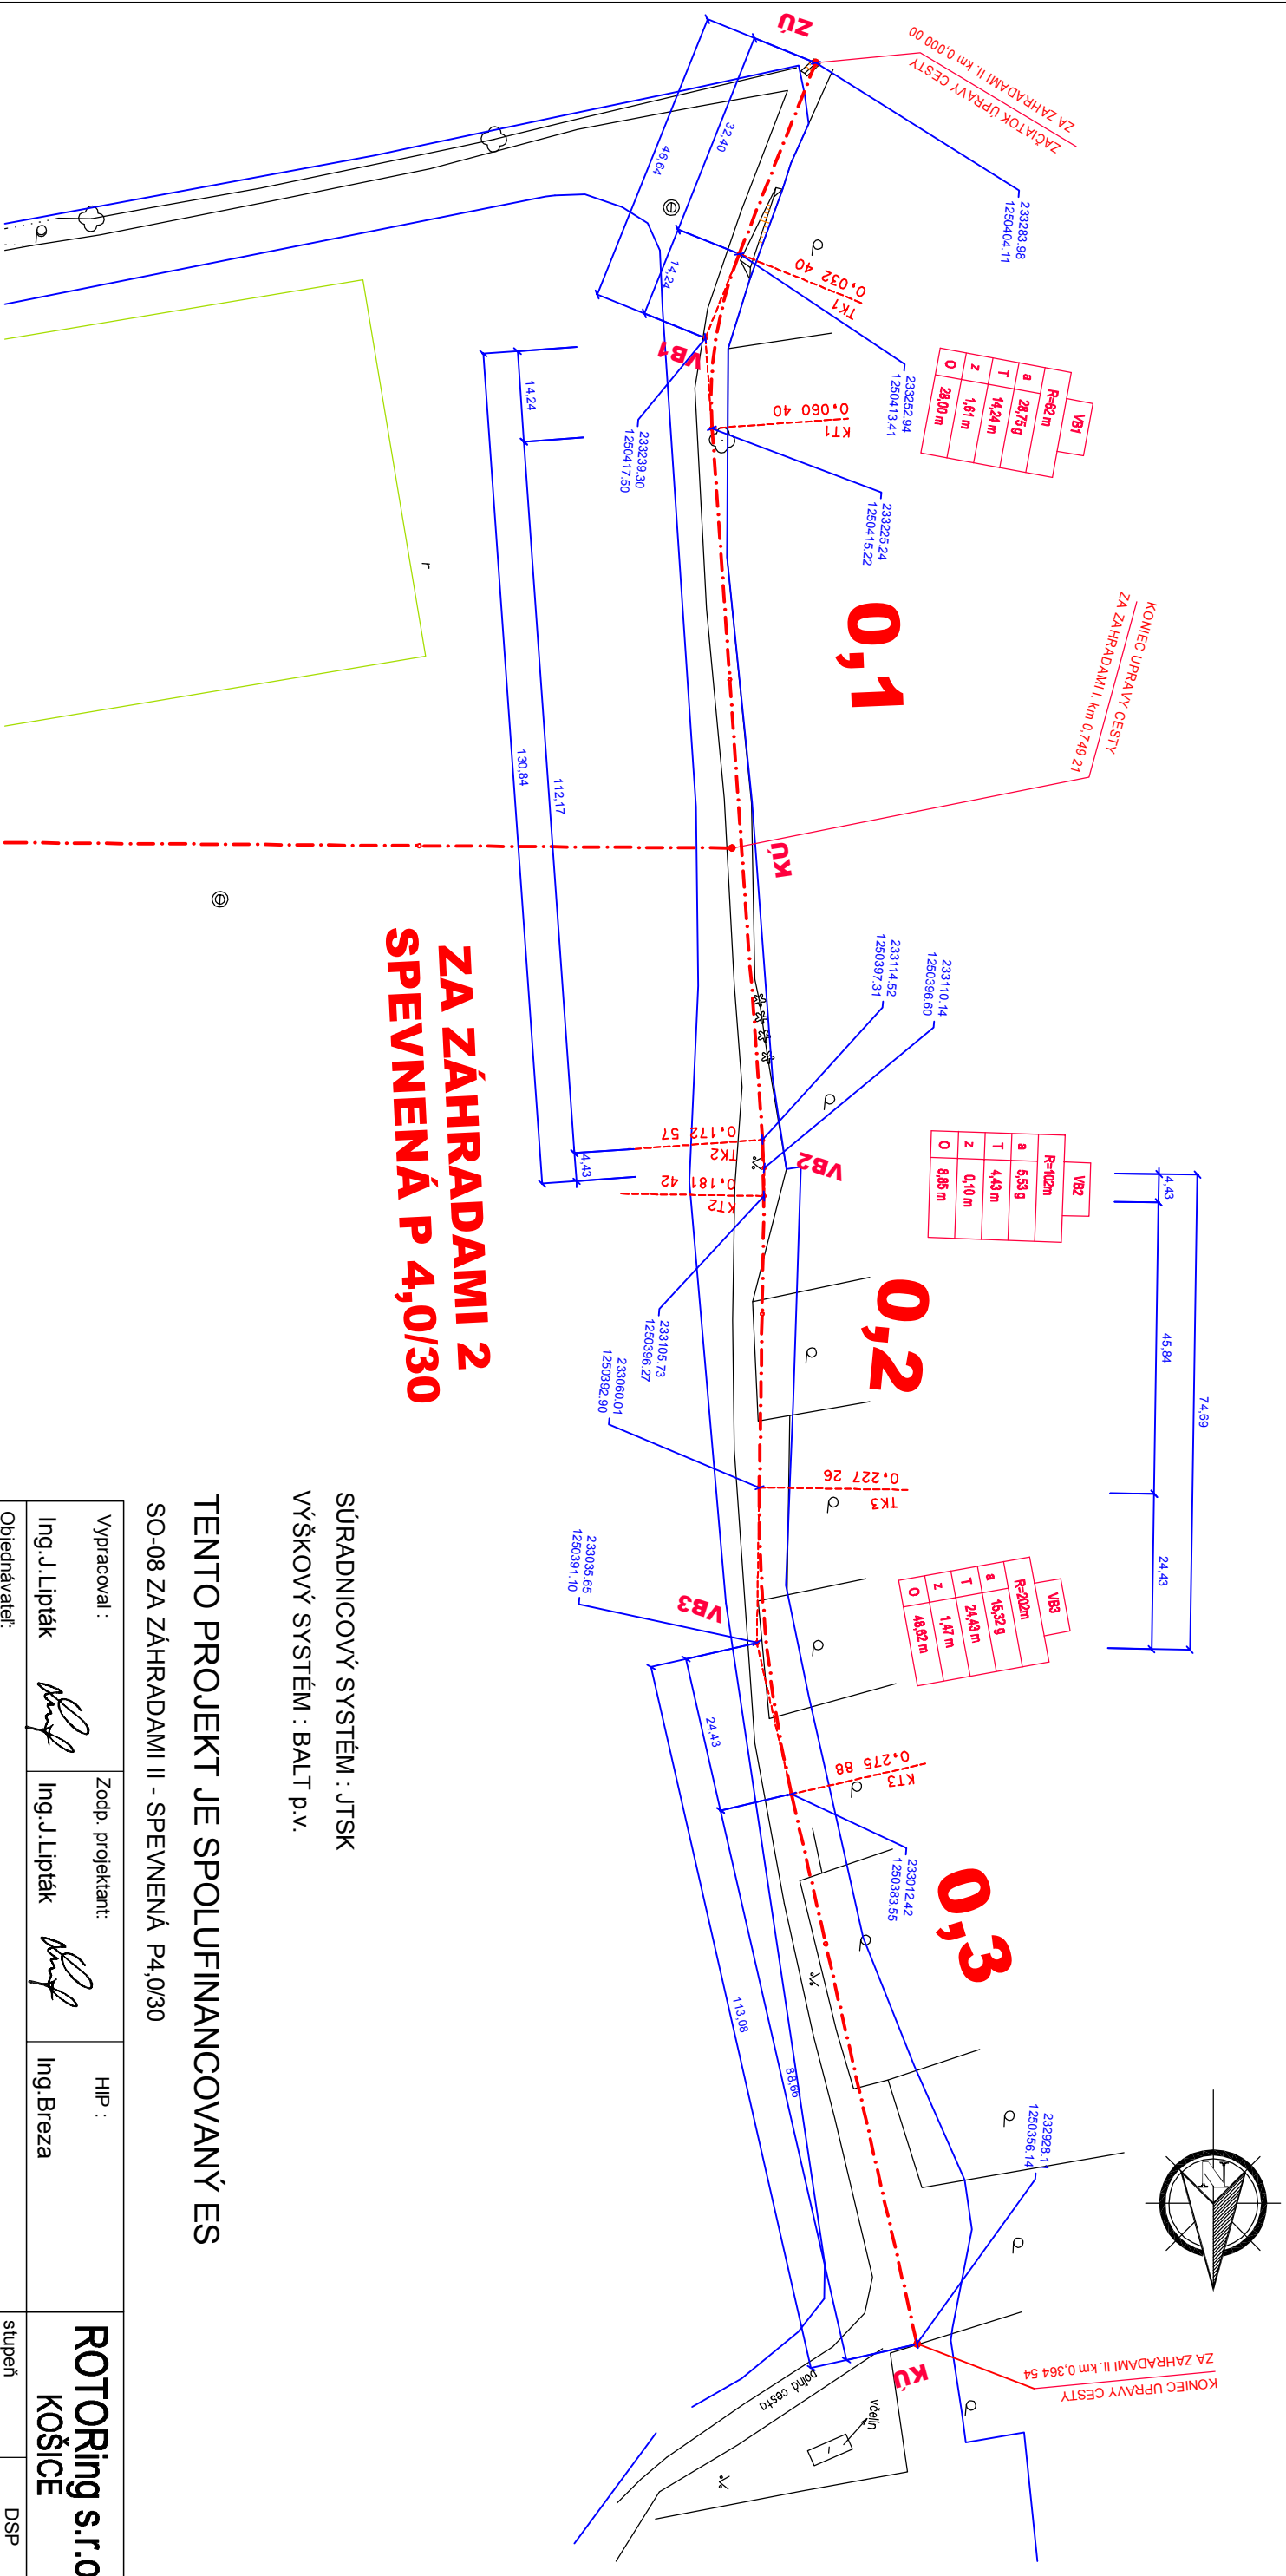 ZÚ
ZAČIATOK ÚPRAVY CESTY
ZA ZAHRADAMI II. km 0,000 00
233283.98
1250404.11
32,40
46,64
14,24
TK1
0.032 40
VB1
233252.94
1250413.41
VB1
R=62 m
a 28,75 g
T 14,24 m
z 1,61 m
O 28,00 m
KT1
0.060 40
233239.30
1250417.50
233225.24
1250415.22
14,24
112,17
130,84
4,43
0,1
KONIEC UPRAVY CESTY
ZA ZAHRADAMI I. km 0,749 21
KÚ
r
233110.14
1250396.60
233114.52
1250397.31
ZA ZÁHRADAMI 2
SPEVNENÁ P 4,0/30
TK2
0.172 57
KT2
0.181 42
VB2
VB2
R=102m
a 5,53 g
T 4,43 m
z 0,10 m
O 8,85 m
4,43
45,84
74,69
24,43
0,2
233105.73
1250396.27
233060.01
1250392.90
TK3
0.227 26
233035.65
1250391.10
VB3
VB3
R=202m
a 15,32 g
T 24,43 m
z 1,47 m
O 48,62 m
KT3
0.275 88
24,43
88,66
113,08
233012.42
1250383.55
0,3
232928.11
1250356.14
N
KÚ
KONIEC UPRAVY CESTY
ZA ZAHRADAMI II. km 0,364 54
poľná cesta
včelín
SÚRADNICOVÝ SYSTÉM : JTSK
VÝŠKOVÝ SYSTÉM : BALT p.v.
TENTO PROJEKT JE SPOLUFINANCOVANÝ ES
SO-08 ZA ZÁHRADAMI II - SPEVNENÁ P4,0/30
Vypracoval :
Ing.J.Lipták
Zodp. projektant:
Ing.J.Lipták
HIP :
Ing.Breza
ROTORing s.r.o
KOŠICE
Objednávateľ:
stupeň
DSP